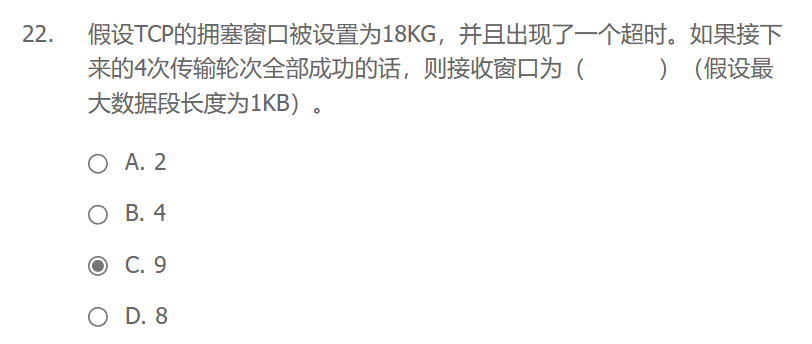 22. 假设TCP的拥塞窗口被设置为18KG，并且出现了一个超时。如果接下
来的4次传输轮次全部成功的话，则接收窗口为（　　　）（假设最
大数据段长度为1KB）。
A. 2
B. 4
C. 9
D. 8